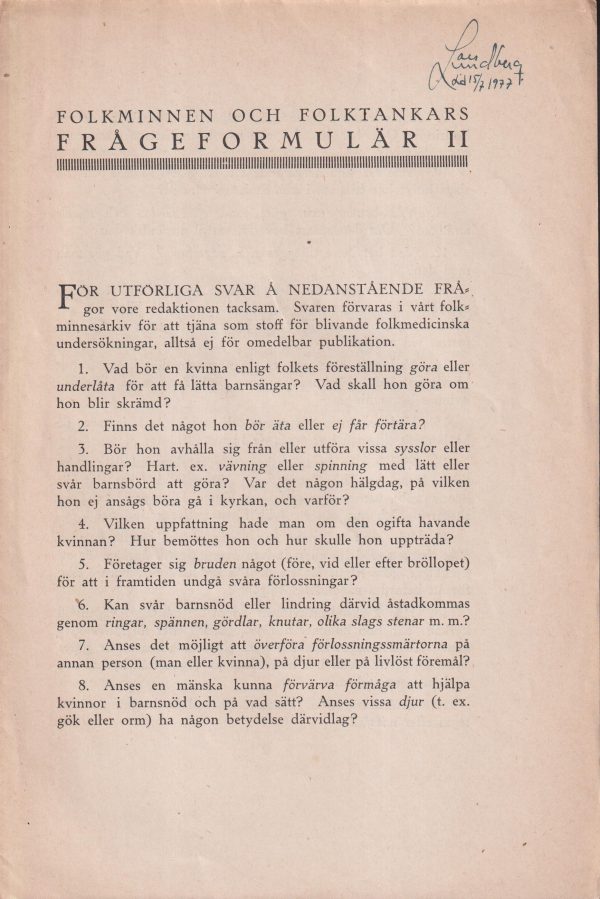 Lars
Lundberg
död 15/7 1977
FOLKMINNEN OCH FOLKTANKARS
FRÅGEFORMULÄR II
FÖR UTFÖRLIGA SVAR Å NEDANSTÅENDE FRÅ=
gor vore redaktionen tacksam. Svaren förvaras i vårt folk=
minnesarkiv för att tjäna som stoff för blivande folkmedicinska
undersökningar, alltså ej för omedelbar publikation.
1. Vad bör en kvinna enligt folkets föreställning göra eller
underlåta för att få lätta barnsängar? Vad skall hon göra om
hon blir skrämd?
2. Finns det något hon bör äta eller ej får förtära?
3. Bör hon avhålla sig från eller utföra vissa sysslor eller
handlingar? Hart. ex. vävning eller spinning med lätt eller
svår barnsbörd att göra? Var det någon hälgdag, på vilken
hon ej ansågs böra gå i kyrkan, och varför?
4. Vilken uppfattning hade man om den ogifta havande
kvinnan? Hur bemöttes hon och hur skulle hon uppträda?
5. Företager sig bruden något (före, vid eller efter bröllopet)
för att i framtiden undgå svåra förlossningar?
6. Kan svår barnsnöd eller lindring därvid åstadkommas
genom ringar, spännen, gördlar, knutar, olika slags stenar m. m.?
7. Anses det möjligt att överföra förlossningssmärtorna på
annan person (man eller kvinna), på djur eller på livlöst föremål?
8. Anses en mänska kunna förvärva förmåga att hjälpa
kvinnor i barnsnöd och på vad sätt? Anses vissa djur (t. ex.
gök eller orm) ha någon betydelse därvidlag?